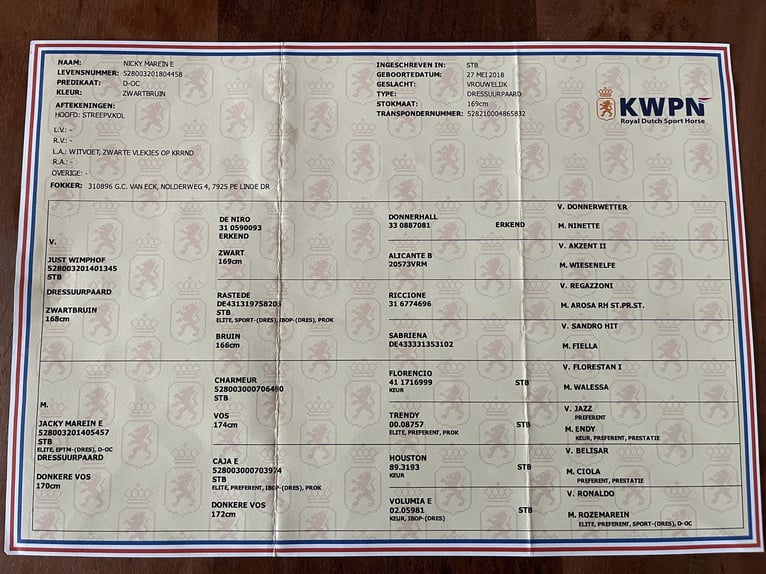 NAAM: NICKY MAREIN E
LEVENSNUMMER: 528003201804458
PREDIKAAT: D-OC
KLEUR: ZWARTBRUIN
AFTEKENINGEN:
HOOFD: STREEPVKOL
L.V.: -
R.V.: -
L.A.: WITVOET, ZWARTE VLEKJES OP KRRND
R.A.: -
OVERIGE: -
FOKKER: 310896 G.C. VAN ECK, NOLDERWEG 4, 7925 PE LINDE DR
INGESCHREVEN IN: STB
GEBOORTEDATUM: 27 MEI 2018
GESLACHT: VROUWELIJK
TYPE: DRESSUURPAARD
STOKMAAT: 169cm
TRANSPONDERNUMMER: 528210004865832
KWPN
Royal Dutch Sport Horse
V.
JUST WIMPHOF
528003201401345
STB
DRESSUURPAARD
ZWARTBRUIN
168cm
M.
JACKY MAREIN E
528003201405457
STB
ELITE, EPTM-(DRES), D-OC
DRESSUURPAARD
DONKERE VOS
170cm
DE NIRO
31 0590093
ERKEND
ZWART
169cm
RASTEDE
DE431319758203
STB
ELITE, SPORT-(DRES), IBOP-(DRES), PROK
BRUIN
166cm
CHARMEUR
528003000706490
STB
VOS
174cm
CAJA E
528003000703974
STB
ELITE, PREFERENT, IBOP-(DRES), PROK
DONKERE VOS
172cm
DONNERHALL
33 0887081 ERKEND
ALICANTE B
20573VRM
RICCIONE
31 6774696
SABRIENA
DE433331353102
FLORENCIO
41 1716999 STB
KEUR
TRENDY
00.08757 STB
ELITE, PREFERENT, PROK
HOUSTON
89.3193 STB
KEUR
VOLUMIA E
02.05981 STB
KEUR, IBOP-(DRES)
V. DONNERWETTER
M. NINETTE
V. AKZENT II
M. WIESENELFE
V. REGAZZONI
M. AROSA RH ST.PR.ST.
V. SANDRO HIT
M. FIELLA
V. FLORESTAN I
M. WALESSA
V. JAZZ
PREFERENT
M. ENDY
KEUR, PREFERENT, PRESTATIE
V. BELISAR
M. CIOLA
PREFERENT, PRESTATIE
V. RONALDO
M. ROZEMAREIN
ELITE, PREFERENT, SPORT-(DRES), D-OC